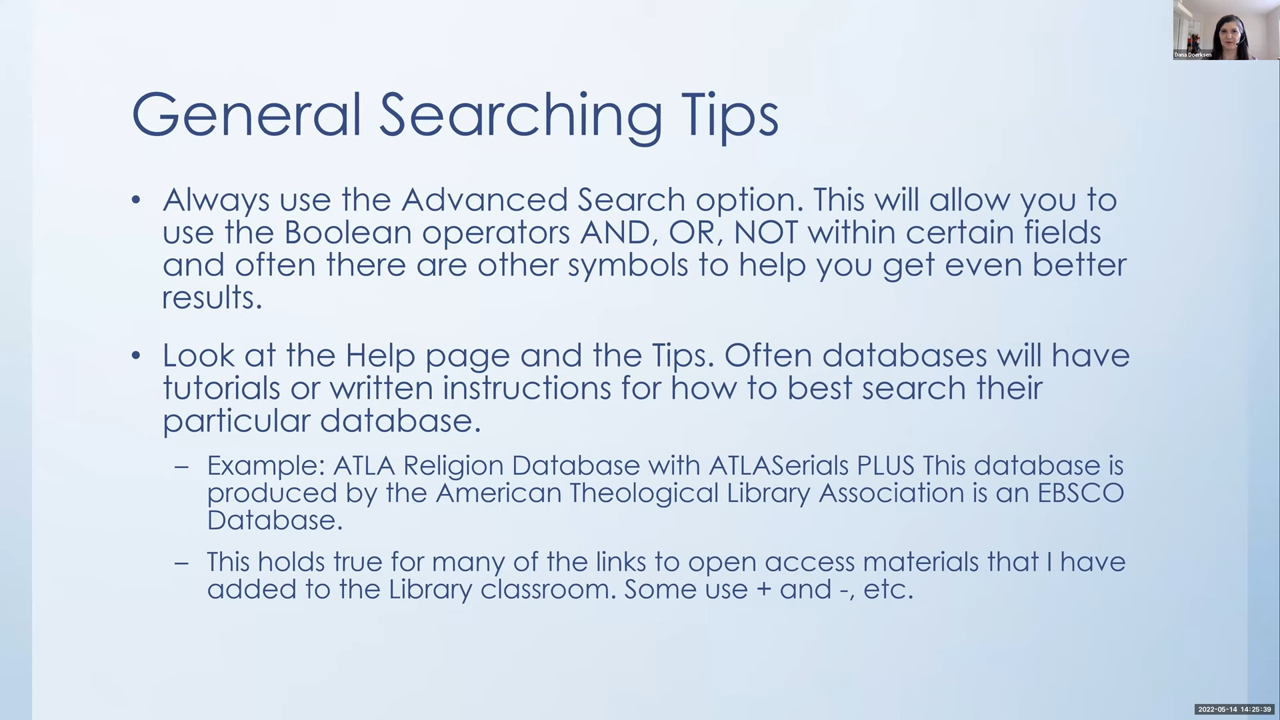 Dana Doerksen
General Searching Tips
• Always use the Advanced Search option. This will allow you to
use the Boolean operators AND, OR, NOT within certain fields
and often there are other symbols to help you get even better
results.
• Look at the Help page and the Tips. Often databases will have
tutorials or written instructions for how to best search their
particular database.
– Example: ATLA Religion Database with ATLASerials PLUS This database is
produced by the American Theological Library Association is an EBSCO
Database.
– This holds true for many of the links to open access materials that I have
added to the Library classroom. Some use + and -, etc.
2022-05-14 14:25:39